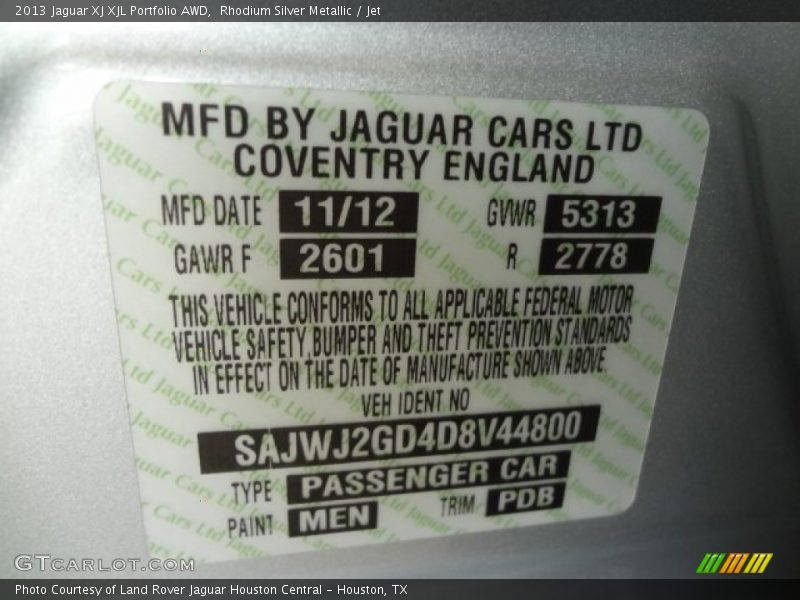 2013 Jaguar XJ XJL Portfolio AWD,  Rhodium Silver Metallic / Jet
MFD BY JAGUAR CARS LTD
COVENTRY ENGLAND
MFD DATE 11/12 GVWR 5313
GAWR F 2601 R 2778
THIS VEHICLE CONFORMS TO ALL APPLICABLE FEDERAL MOTOR
VEHICLE SAFETY BUMPER AND THEFT PREVENTION STANDARDS
IN EFFECT ON THE DATE OF MANUFACTURE SHOWN ABOVE.
VEH IDENT NO
SAJWJ2GD4D8V44800
TYPE PASSENGER CAR
PAINT MEN TRIM PDB
GTCARLOT.COM
Photo Courtesy of Land Rover Jaguar Houston Central - Houston, TX